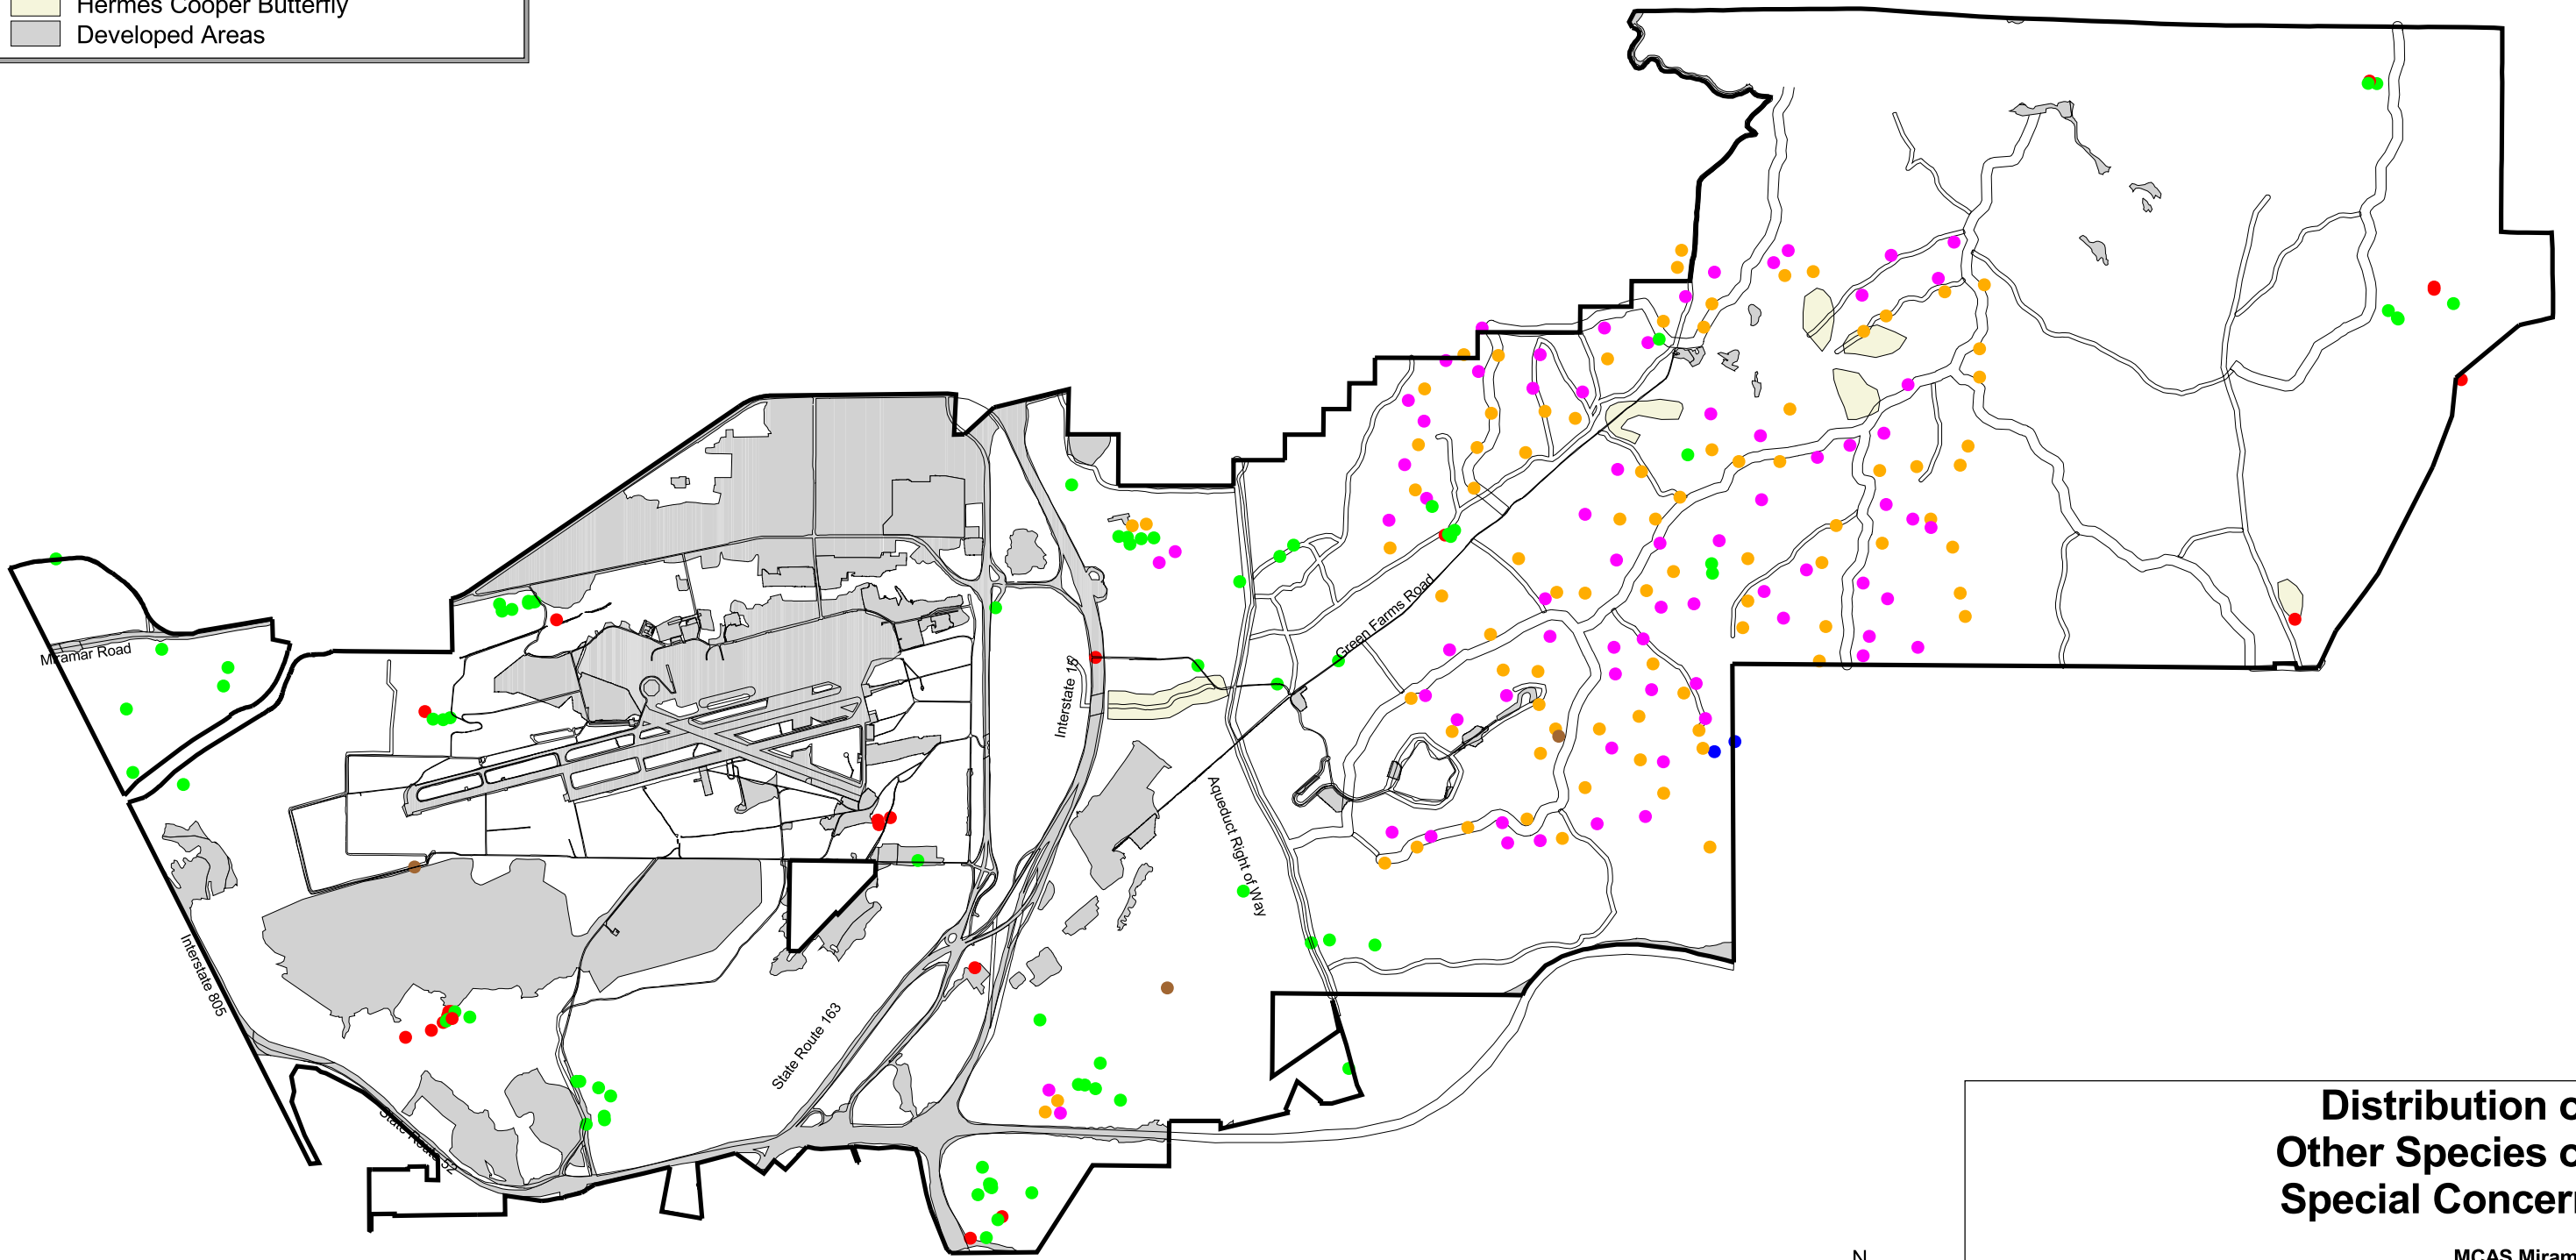 Hermes Cooper Butterfly
Developed Areas
Miramar Road
Interstate 15
Green Farms Road
Aqueduct Right of Way
Interstate 805
State Route 163
State Route 52
Distribution
Other Species
Special Concern
MCAS Miram
N